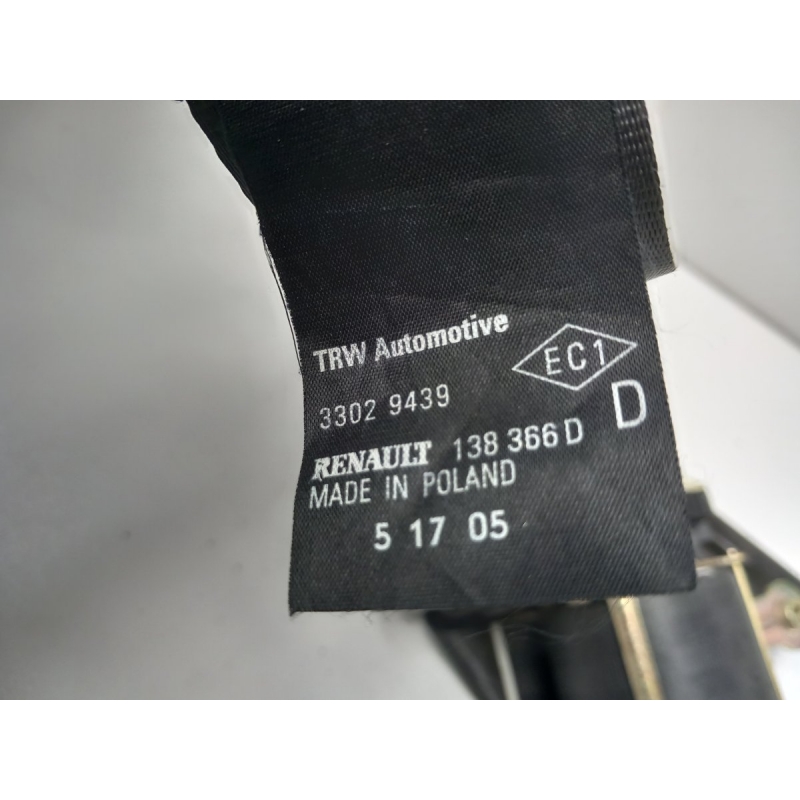 TRW Automotive
EC1
3302 9439
D
RENAULT 138 366 D
MADE IN POLAND
5 17 05